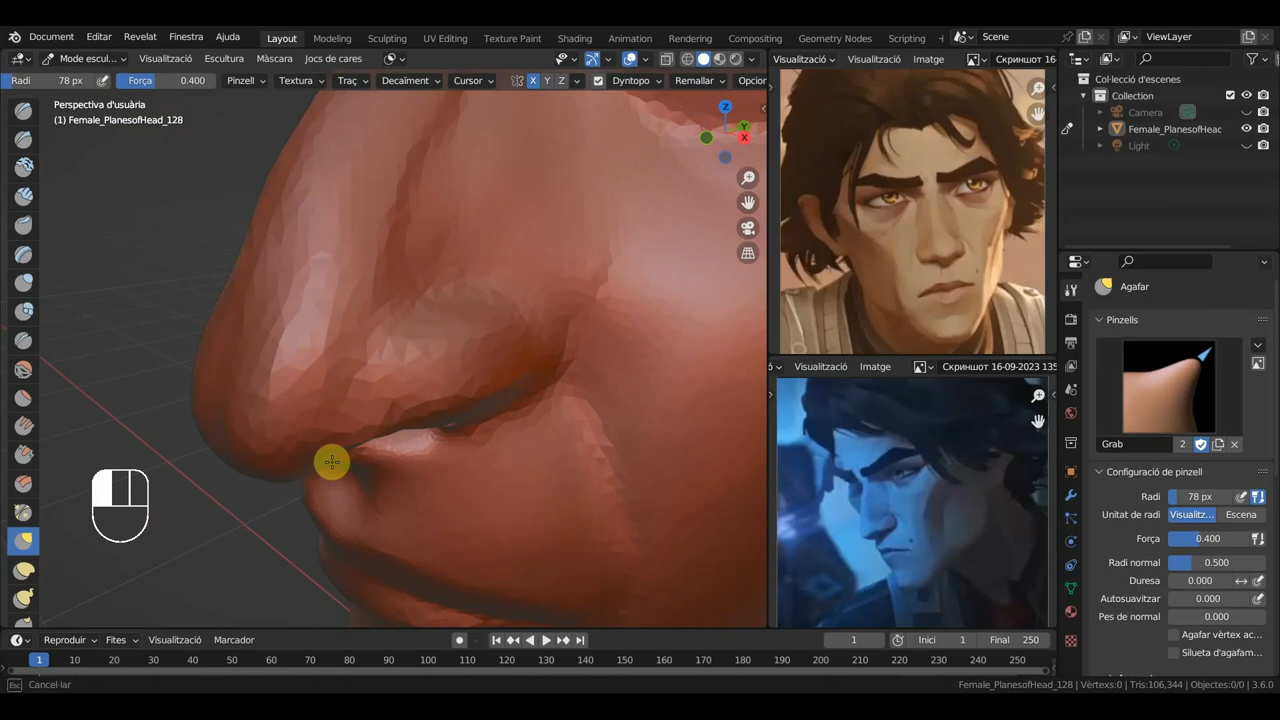 Document Editar Revelat Finestra Ajuda Layout Modeling Sculpting UV Editing Texture Paint Shading Animation Rendering Compositing Geometry Nodes Scripting Scene ViewLayer
Mode escul... Visualització Escultura Màscara Jocs de cares
Visualització Visualització Imatge Скриншот 16
Radi 78 px Força 0.400 Pinzell Textura Traç Decaïment Cursor X Y Z Dyntopo Remallar Opcior
Perspectiva d'usuària
(1) Female_PlanesofHead_128
Z
Y
X
Col·lecció d'escenes
Collection
Camera
Female_PlanesofHeac
Light
Agafar
Pinzells
Grab 2
Configuració de pinzell
Radi 78 px
Unitat de radi Visualitz... Escena
Força 0.400
Radi normal 0.500
Duresa 0.000
Autosuavitzar 0.000
Pes de normal 0.000
Agafar vèrtex ac...
Silueta d'agafam...
Visualització Imatge Скриншот 16-09-2023 135
Reproduir Fites Visualització Marcador 1 Inici 1 Final 250
1 10 20 30 40 50 60 70 80 90 100 110 120 130 140 150 160 170 180 190 200 210 220 230 240 250
Esc Cancel·lar
Female_PlanesofHead_128 | Vèrtexs:0 | Tris:106,344 | Objectes:0/0 | 3.6.0